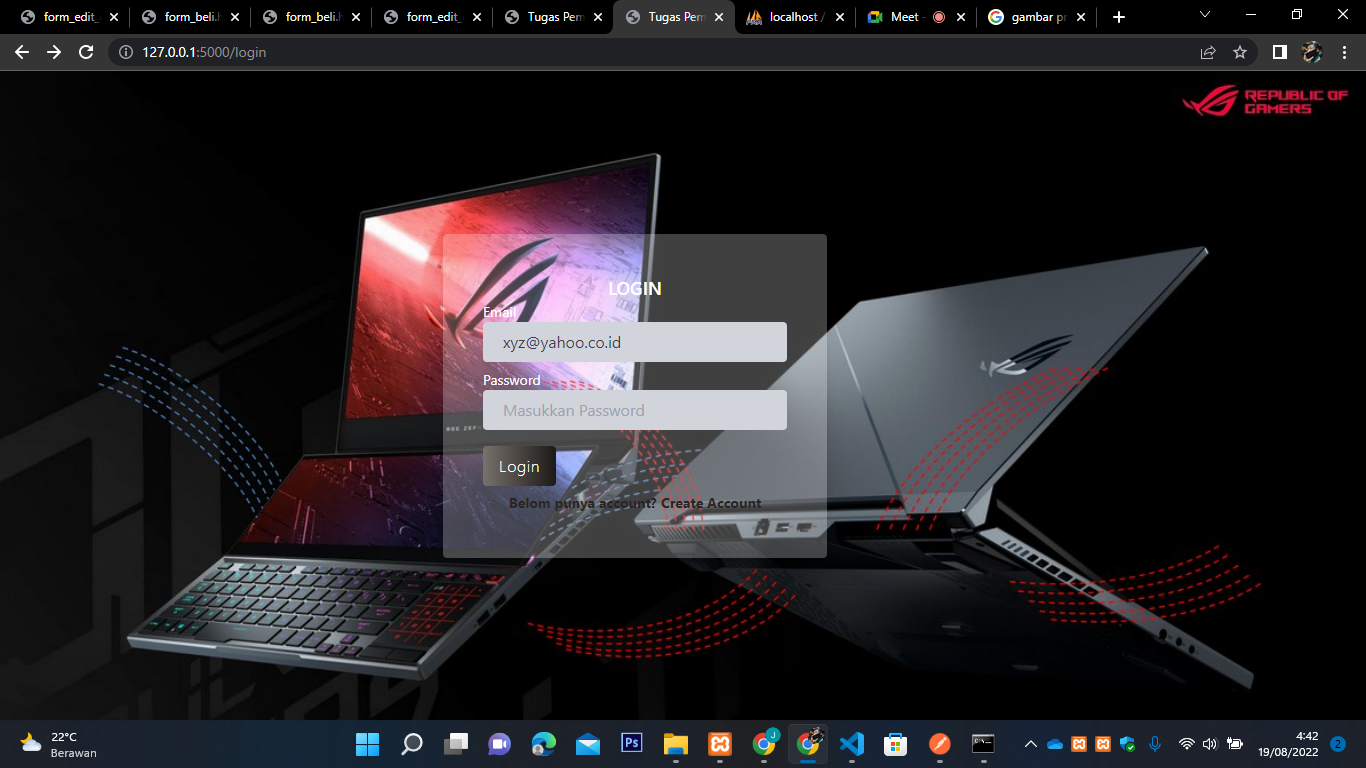 form_edit_
form_beli.h
form_beli.h
form_edit_
Tugas Pem
Tugas Pem
localhost /
Meet -
gambar pr
127.0.0.1:5000/login
REPUBLIC OF
GAMERS
LOGIN
Email
xyz@yahoo.co.id
Password
Masukkan Password
Login
Belom punya account? Create Account
22°C
Berawan
Ps
J
4:42
19/08/2022
2